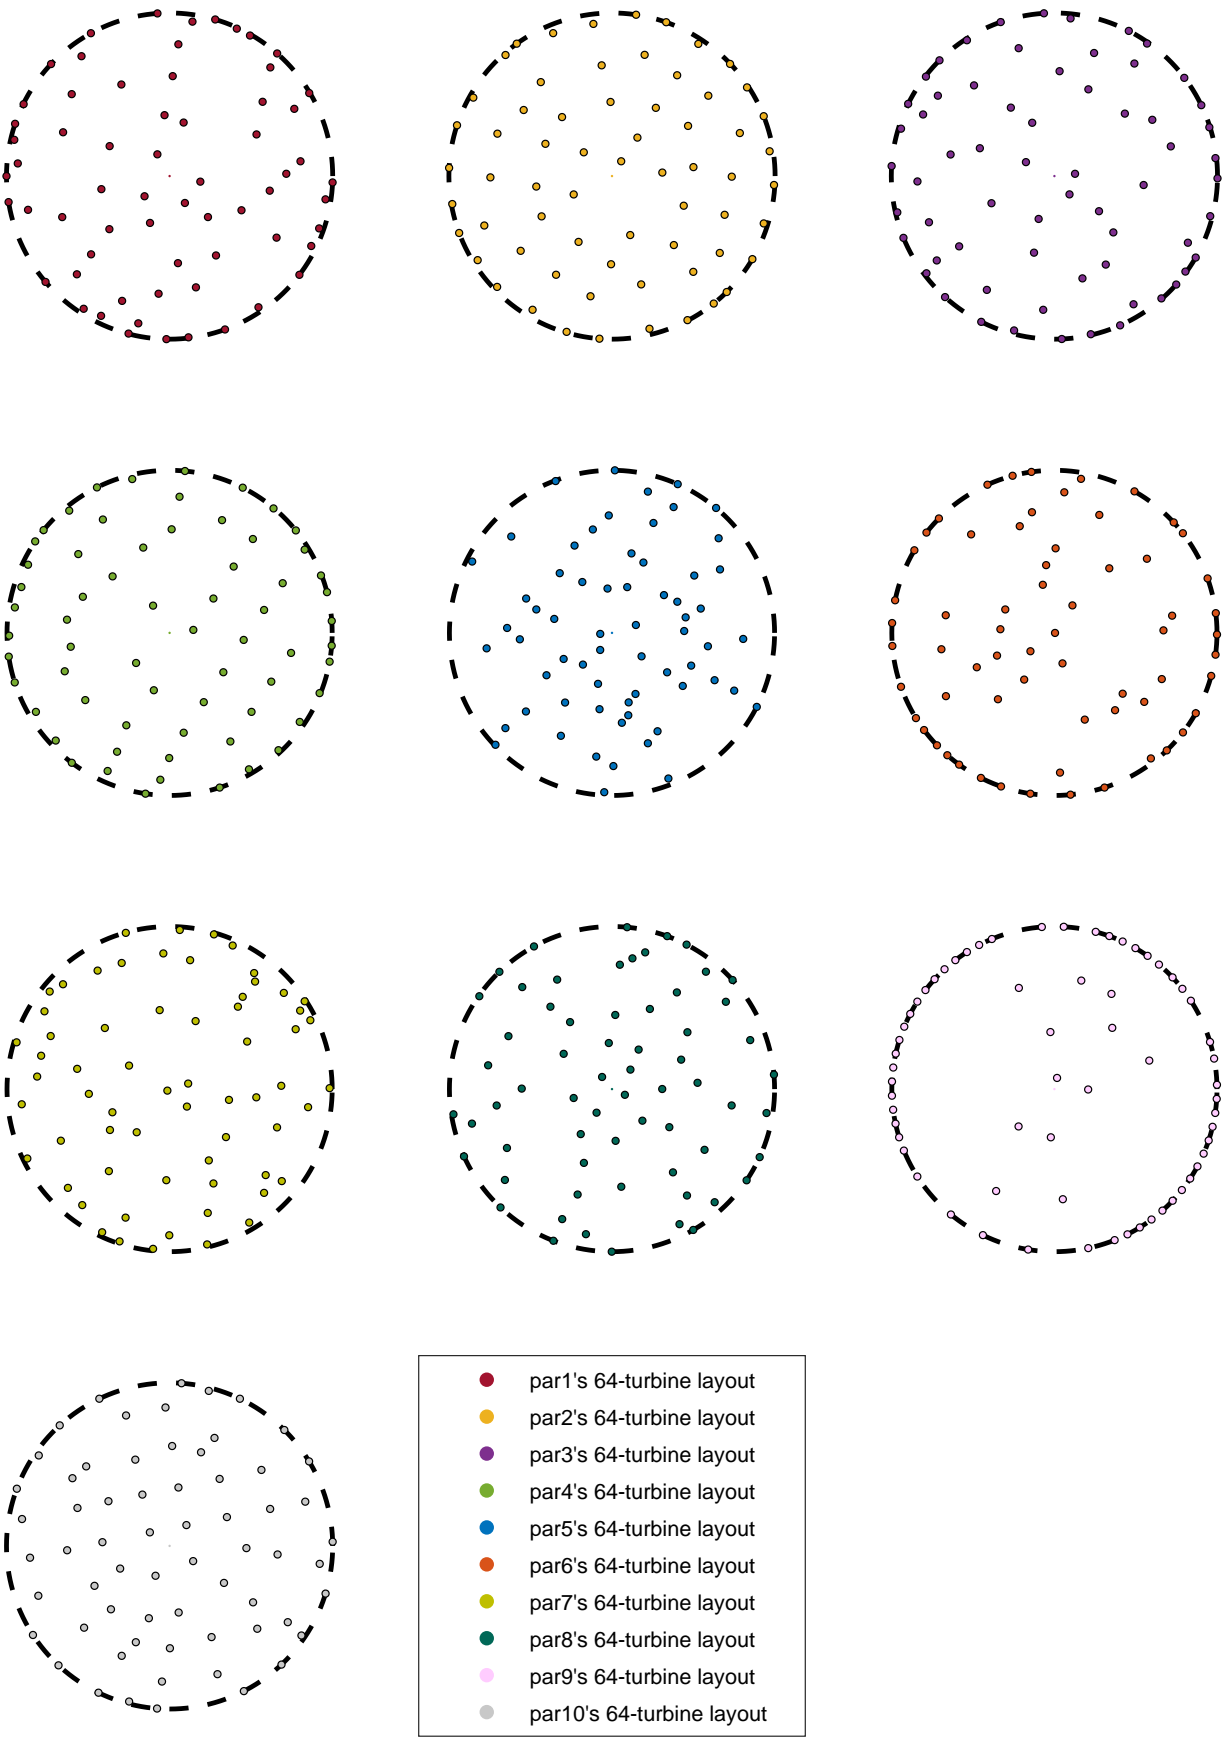 par1's 64-turbine layout
par2's 64-turbine layout
par3's 64-turbine layout
par4's 64-turbine layout
par5's 64-turbine layout
par6's 64-turbine layout
par7's 64-turbine layout
par8's 64-turbine layout
par9's 64-turbine layout
par10's 64-turbine layout